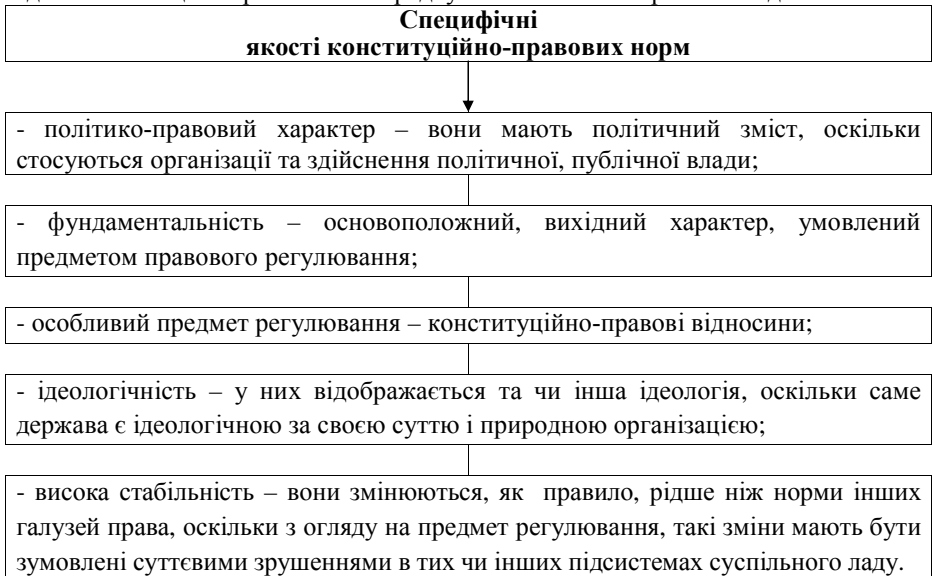 Специфічні
якості конституційно-правових норм
- політико-правовий характер – вони мають політичний зміст, оскільки
стосуються організації та здійснення політичної, публічної влади;
- фундаментальність – основоположний, вихідний характер, умовлений
предметом правового регулювання;
- особливий предмет регулювання – конституційно-правові відносини;
- ідеологічність – у них відображається та чи інша ідеологія, оскільки саме
держава є ідеологічною за своєю суттю і природною організацією;
- висока стабільність – вони змінюються, як правило, рідше ніж норми інших
галузей права, оскільки з огляду на предмет регулювання, такі зміни мають бути
зумовлені суттєвими зрушеннями в тих чи інших підсистемах суспільного ладу.